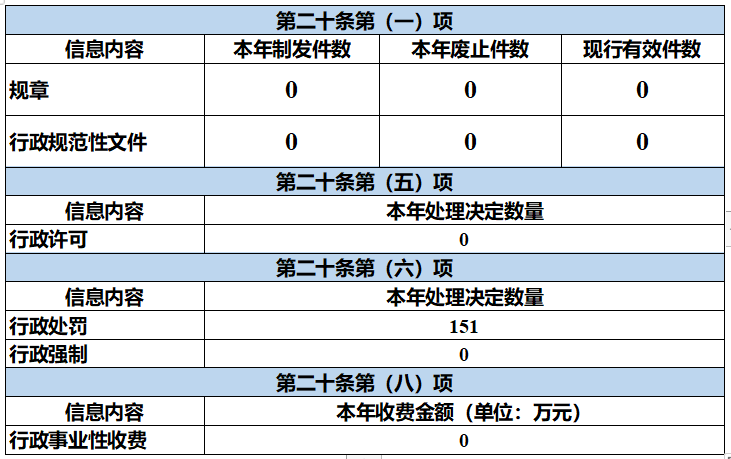 第二十条第（一）项
信息内容 本年制发件数 本年废止件数 现行有效件数
规章 0 0 0
行政规范性文件 0 0 0
第二十条第（五）项
信息内容 本年处理决定数量
行政许可 0
第二十条第（六）项
信息内容 本年处理决定数量
行政处罚 151
行政强制 0
第二十条第（八）项
信息内容 本年收费金额（单位：万元）
行政事业性收费 0